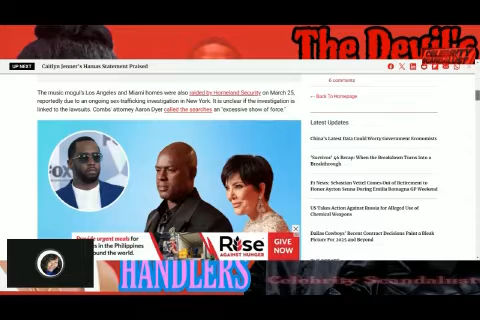 The Devil's
CELEBRITY
UP NEXT
Caitlyn Jenner's Hamas Statement Praised
6 comments
The music mogul's Los Angeles and Miami homes were also raided by Homeland Security on March 25,
reportedly due to an ongoing sex-trafficking investigation in New York. It is unclear if the investigation is
linked to the lawsuits. Combs' attorney Aaron Dyer called the searches an "excessive show of force."
← Back To Homepage
Latest Updates
China's Latest Data Could Worry Government Economists
'Survivor' 46 Recap: When the Breakdown Turns into a
Breakthrough
F1 News: Sebastian Vettel Comes Out of Retirement to
Honor Ayrton Senna During Emilia Romagna GP Weekend
US Takes Action Against Russia for Alleged Use of
Chemical Weapons
Dallas Cowboys' Recent Contract Decisions Paint a Bleak
Picture For 2025 and Beyond
Provide urgent meals for
in the Philippines
around the world.
Rise
AGAINST HUNGER
GIVE
NOW
HANDLERS
Celebrity Scandalust